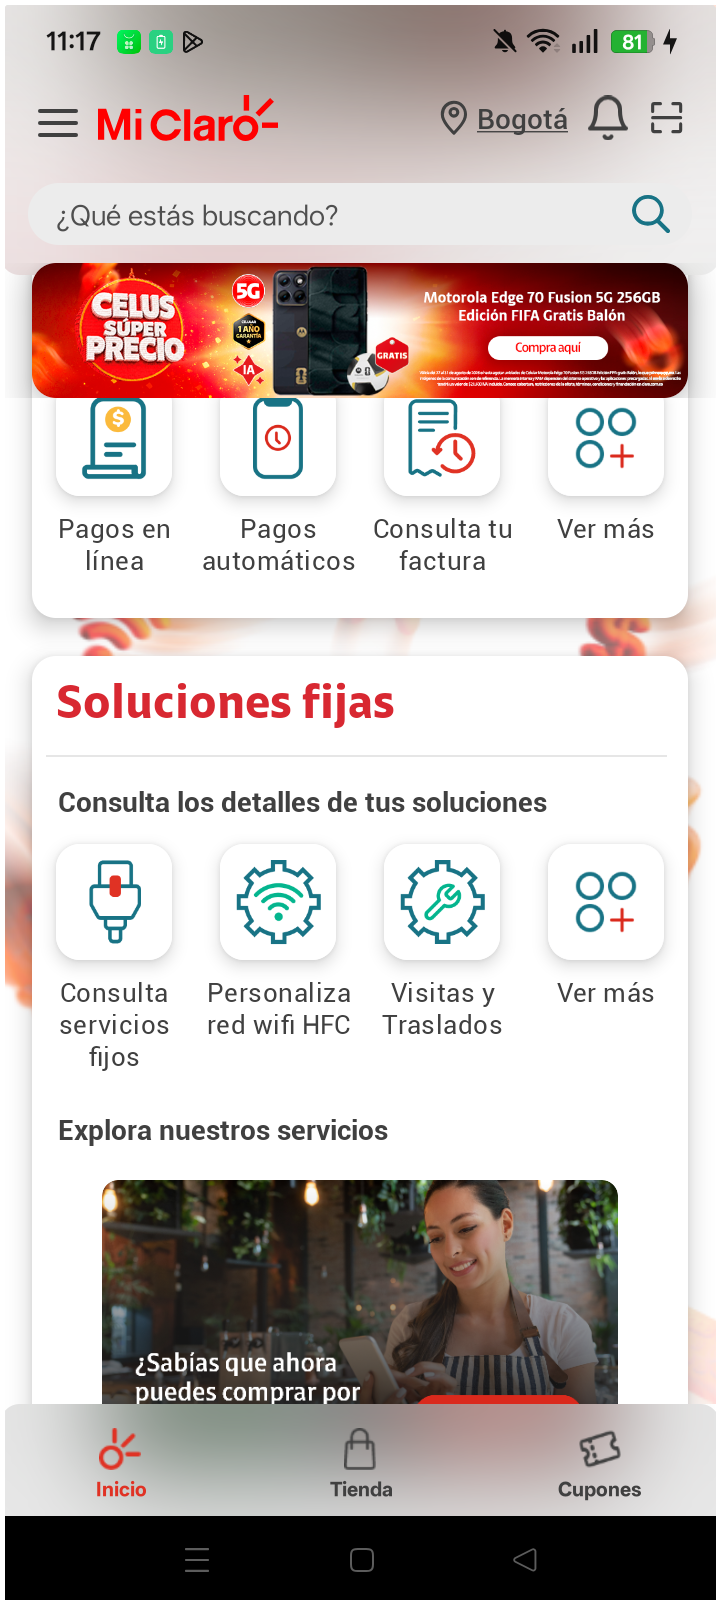 11:17
81
Mi Claro
Bogotá
¿Qué estás buscando?
CELUS
SÚPER
PRECIO
5G
1 AÑO
GARANTÍA
IA
GRATIS
Motorola Edge 70 Fusion 5G 256GB
Edición FIFA Gratis Balón
Compra aquí
Pagos en
línea
Pagos
automáticos
Consulta tu
factura
Ver más
Soluciones fijas
Consulta los detalles de tus soluciones
Consulta
servicios
fijos
Personaliza
red wifi HFC
Visitas y
Traslados
Ver más
Explora nuestros servicios
¿Sabías que ahora
puedes comprar por
Inicio
Tienda
Cupones